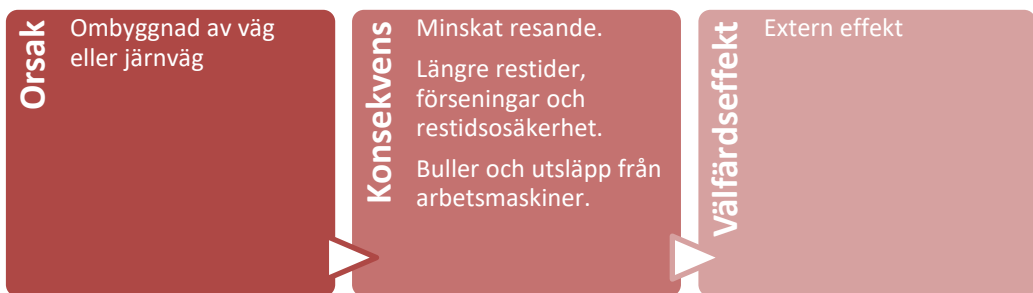 Orsak
Ombyggnad av väg
eller järnväg
Konsekvens
Minskat resande.
Längre restider,
förseningar och
restidsosäkerhet.
Buller och utsläpp från
arbetsmaskiner.
Välfärdseffekt
Extern effekt